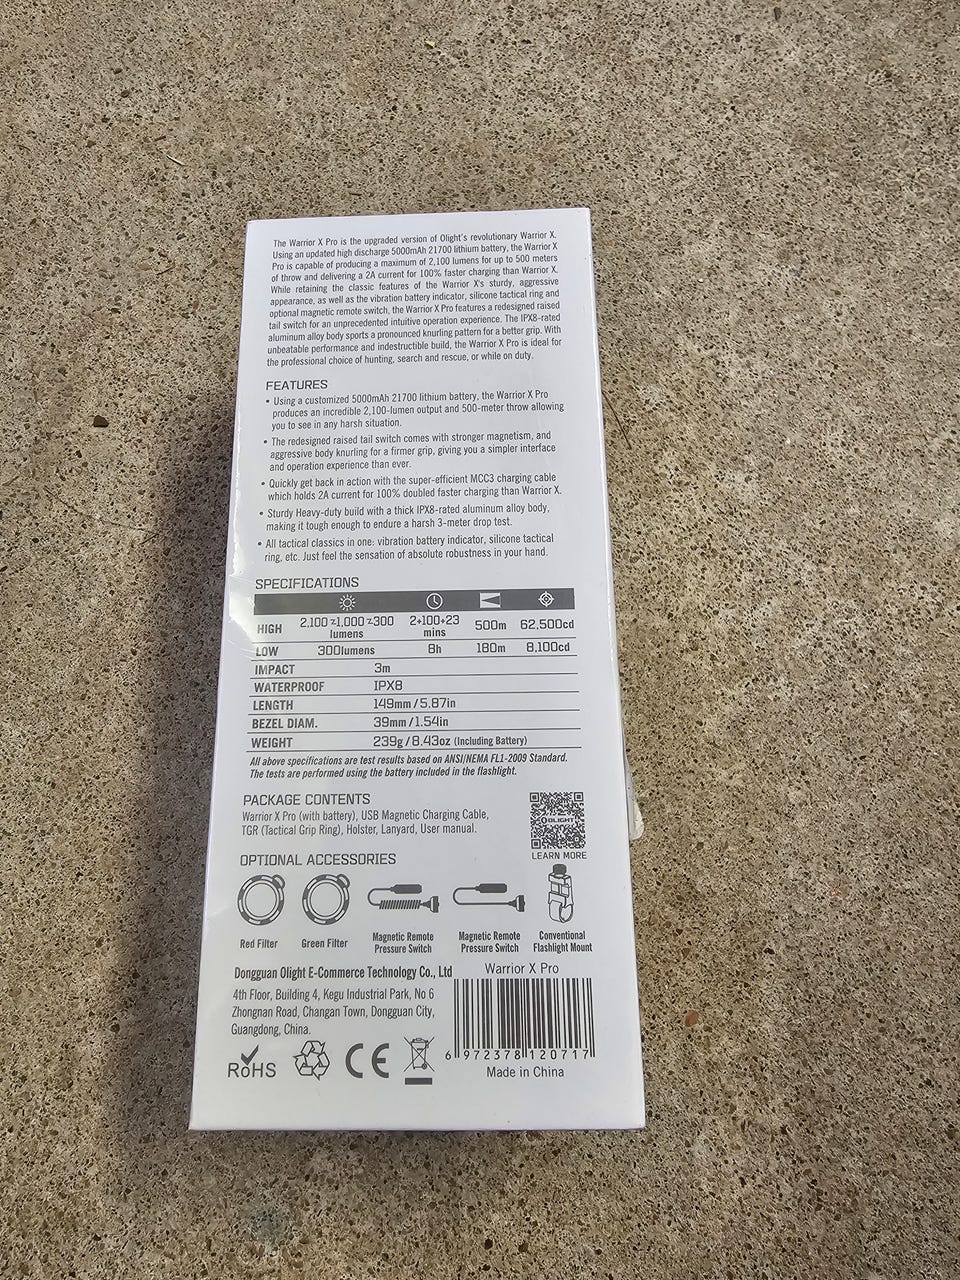 The Warrior X Pro is the upgraded version of Olight's revolutionary Warrior X.
Using an updated high discharge 5000mAh 21700 lithium battery, the Warrior X
Pro is capable of producing a maximum of 2,100 lumens for up to 500 meters
of throw and delivering a 2A current for 100% faster charging than Warrior X.
While retaining the classic features of the Warrior X's sturdy, aggressive
appearance, as well as the vibration battery indicator, silicone tactical ring and
optional magnetic remote switch, the Warrior X Pro features a redesigned raised
tail switch for an unprecedented intuitive operation experience. The IPX8-rated
aluminum alloy body sports a pronounced knurling pattern for a better grip. With
unbeatable performance and indestructible build, the Warrior X Pro is ideal for
the professional choice of hunting, search and rescue, or while on duty.
FEATURES
• Using a customized 5000mAh 21700 lithium battery, the Warrior X Pro
produces an incredible 2,100-lumen output and 500-meter throw allowing
you to see in any harsh situation.
• The redesigned raised tail switch comes with stronger magnetism, and
aggressive body knurling for a firmer grip, giving you a simpler interface
and operation experience than ever.
• Quickly get back in action with the super-efficient MCC3 charging cable
which holds 2A current for 100% doubled faster charging than Warrior X.
• Sturdy Heavy-duty build with a thick IPX8-rated aluminum alloy body,
making it tough enough to endure a harsh 3-meter drop test.
• All tactical classics in one: vibration battery indicator, silicone tactical
ring, etc. Just feel the sensation of absolute robustness in your hand.
SPECIFICATIONS
HIGH 2,100~1,000~300 lumens 2+100+23 mins 500m 62,500cd
LOW 300lumens 8h 180m 8,100cd
IMPACT 3m
WATERPROOF IPX8
LENGTH 149mm/5.87in
BEZEL DIAM. 39mm/1.54in
WEIGHT 239g/8.43oz (Including Battery)
All above specifications are test results based on ANSI/NEMA FL1-2009 Standard.
The tests are performed using the battery included in the flashlight.
PACKAGE CONTENTS
Warrior X Pro (with battery), USB Magnetic Charging Cable,
TGR (Tactical Grip Ring), Holster, Lanyard, User manual.
OLIGHT
LEARN MORE
OPTIONAL ACCESSORIES
Red Filter
Green Filter
Magnetic Remote
Pressure Switch
Magnetic Remote
Pressure Switch
Conventional
Flashlight Mount
Dongguan Olight E-Commerce Technology Co., Ltd
4th Floor, Building 4, Kegu Industrial Park, No 6
Zhongnan Road, Changan Town, Dongguan City,
Guangdong, China.
Warrior X Pro
6 972378 120717
Made in China
RoHS
CE